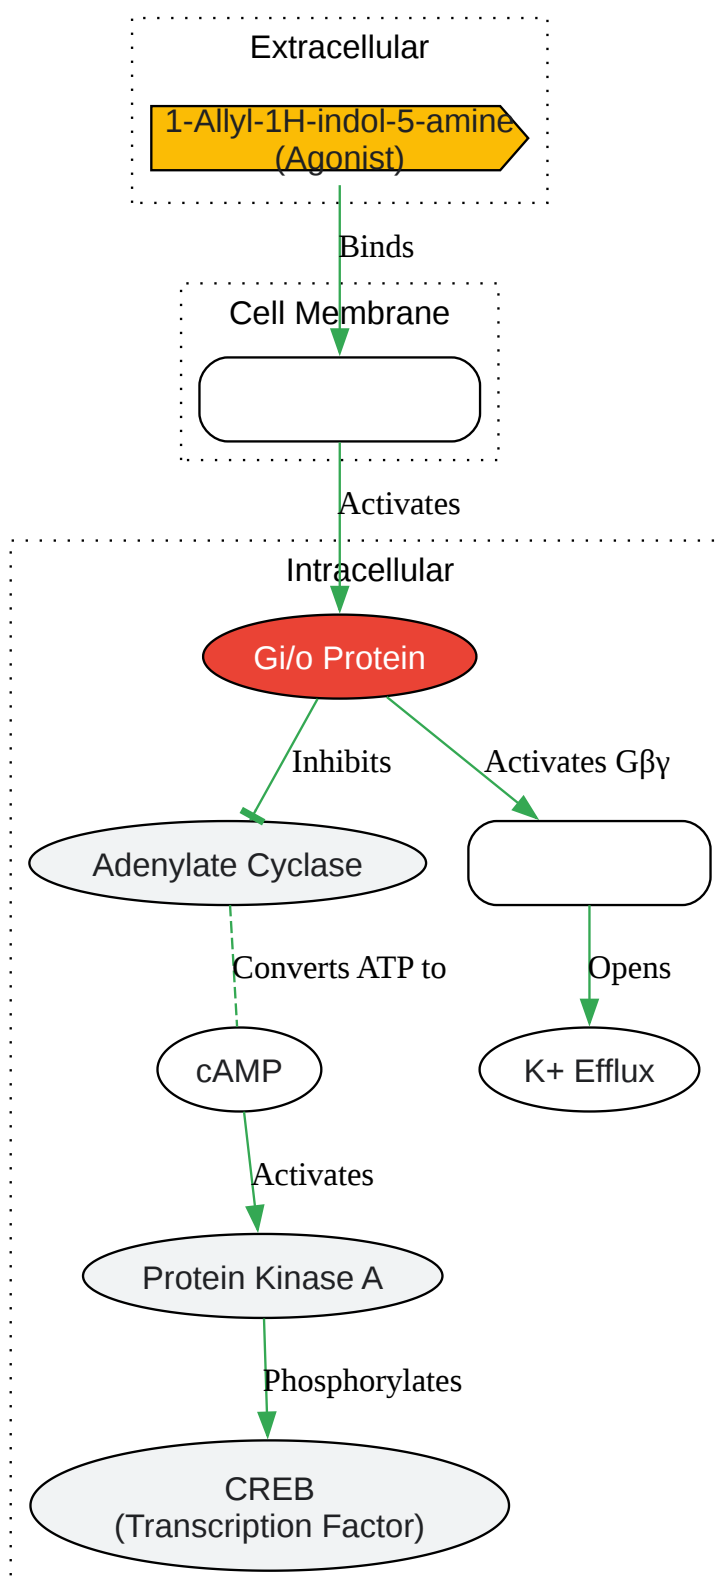 Extracellular
1-Allyl-1H-indol-5-amine
(Agonist)
Binds
Cell Membrane
Activates
Intracellular
Gi/o Protein
Inhibits
Activates Gβγ
Adenylate Cyclase
Converts ATP to
Opens
cAMP
K+ Efflux
Activates
Protein Kinase A
Phosphorylates
CREB
(Transcription Factor)